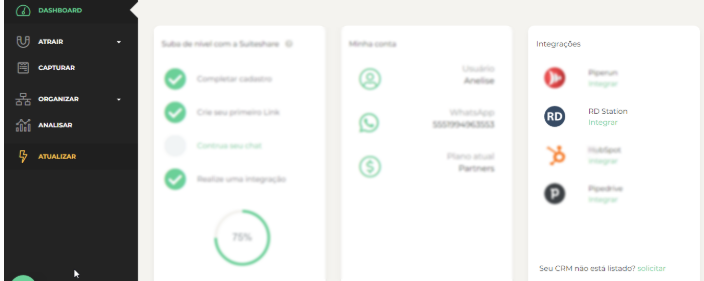 DASHBOARD
ATRAIR
CAPTURAR
ORGANIZAR
ANALISAR
ATUALIZAR
Suba de nível com a Suiteshare
Completar cadastro
Crie seu primeiro Link
Continua seu chat
Realize uma integração
75%
Minha conta
Usuário
Anelise
WhatsApp
5551994963553
Plano atual
Partners
Integrações
Piperun
Integrar
RD
RD Station
Integrar
HubSpot
Integrar
Pipedrive
Integrar
Seu CRM não está listado? solicitar